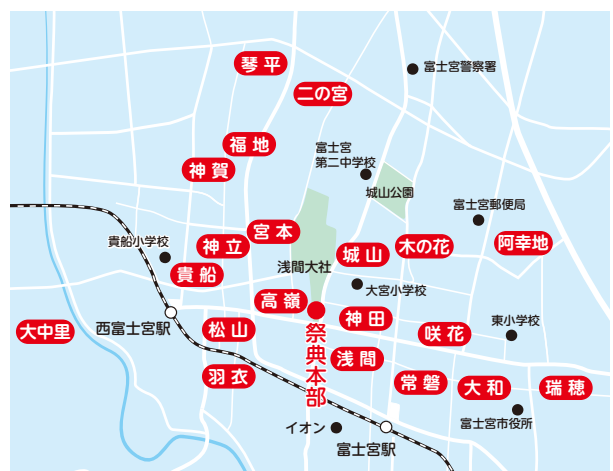 琴平
富士宮警察署
二の宮
福地
富士宮
第二中学校
神賀
城山公園
富士宮郵便局
宮本
木の花
阿幸地
神立
城山
貴船小学校
浅間大社
貴船
大宮小学校
高嶺
神田
大中里
西富士宮駅
松山
祭典本部
咲花
東小学校
浅間
羽衣
常磐
大和
瑞穂
富士宮市役所
イオン
富士宮駅